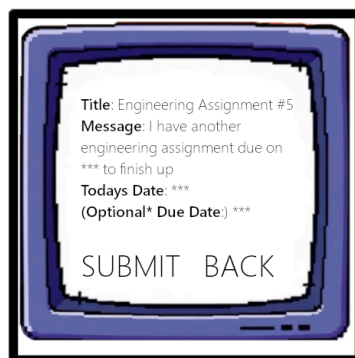 Title: Engineering Assignment #5
Message: I have another
engineering assignment due on
*** to finish up
Todays Date: ***
(Optional* Due Date:) ***
SUBMIT BACK